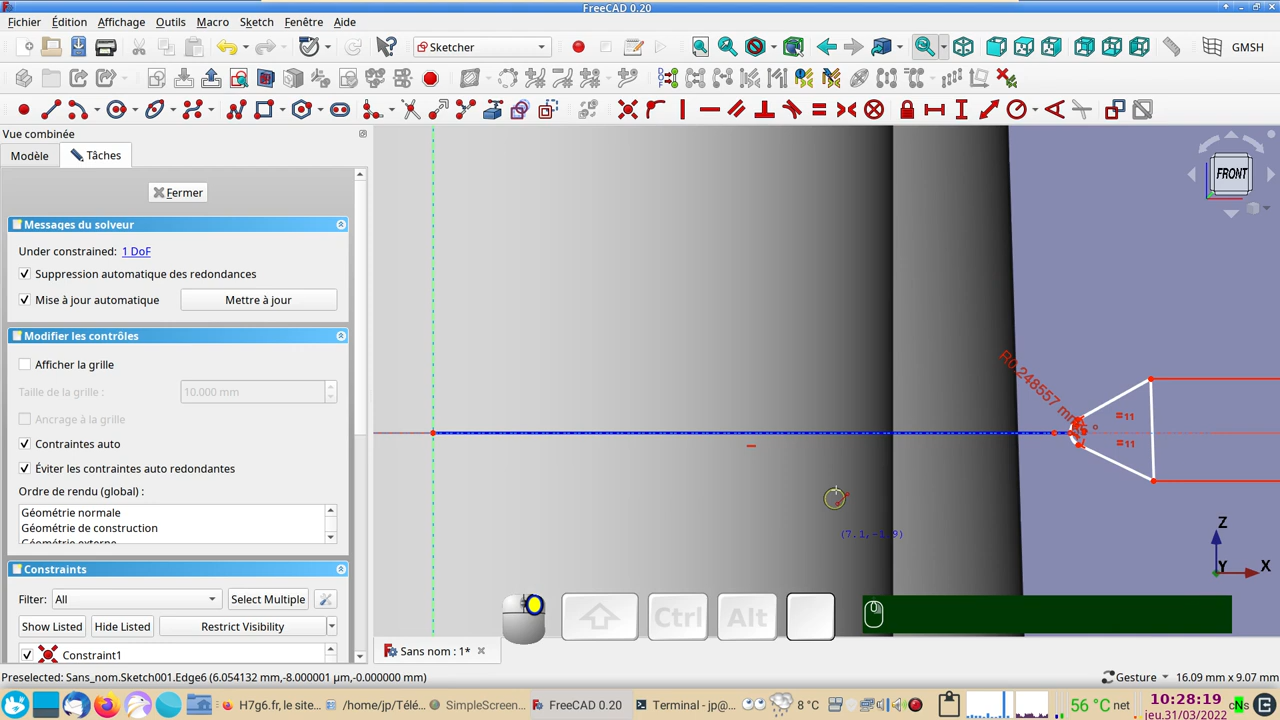 FreeCAD 0.20
Fichier Édition Affichage Outils Macro Sketch Fenêtre Aide
Sketcher
GMSH
Vue combinée
Modèle Tâches
Fermer
Messages du solveur
Under constrained: 1 DoF
Suppression automatique des redondances
Mise à jour automatique Mettre à jour
Modifier les contrôles
Afficher la grille
Taille de la grille : 10.000 mm
Ancrage à la grille
Contraintes auto
Éviter les contraintes auto redondantes
Ordre de rendu (global) :
Géométrie normale
Géométrie de construction
Géométrie externe
Constraints
Filter: All Select Multiple
Show Listed Hide Listed Restrict Visibility
Constraint1
FRONT
R0.248557 mm
=11
=11
Z
Y X
Ctrl Alt
Sans nom : 1*
Preselected: Sans_nom.Sketch001.Edge6 (6.054132 mm,-8.000001 µm,-0.000000 mm)
Gesture 16.09 mm x 9.07 mm
H7g6.fr, le site... /home/jp/Télé... SimpleScreen... FreeCAD 0.20 Terminal - jp@... 8°C 56 °C net 10:28:19
jeu.31/03/2022
cNs